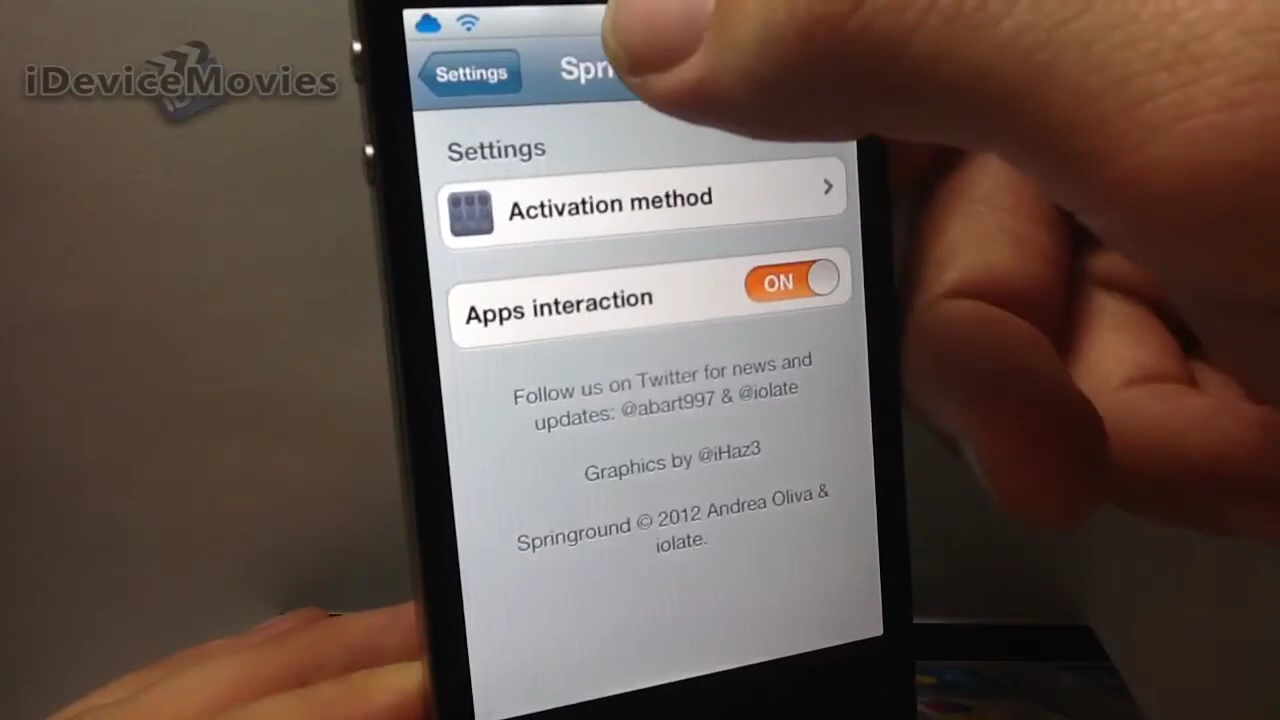 iDeviceMovies
Settings
Settings
Activation method
Apps interaction
ON
Follow us on Twitter for news and
updates: @abart997 & @iolate
Graphics by @iHaz3
Springround © 2012 Andrea Oliva &
iolate.